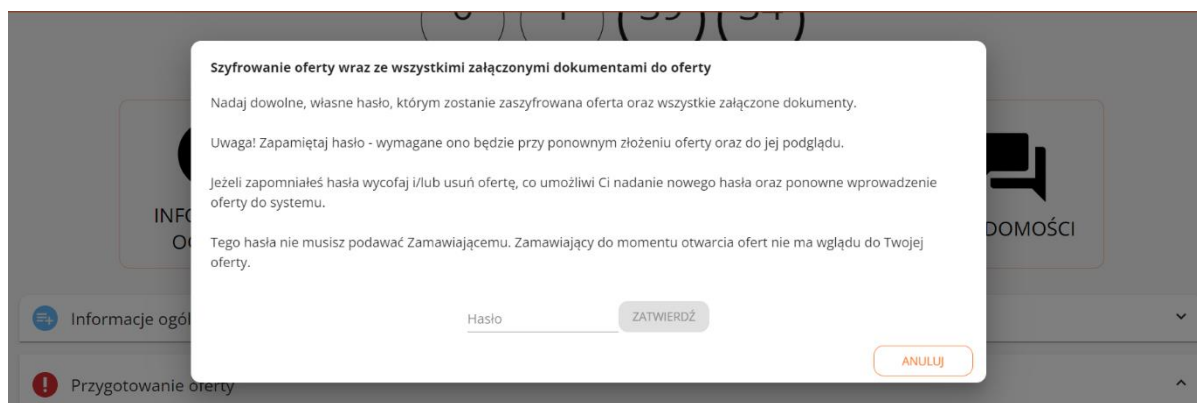 Szyfrowanie oferty wraz ze wszystkimi załączonymi dokumentami do oferty
Nadaj dowolne, własne hasło, którym zostanie zaszyfrowana oferta oraz wszystkie załączone dokumenty.
Uwaga! Zapamiętaj hasło - wymagane ono będzie przy ponownym złożeniu oferty oraz do jej podglądu.
Jeżeli zapomniałeś hasła wycofaj i/lub usuń ofertę, co umożliwi Ci nadanie nowego hasła oraz ponowne wprowadzenie
oferty do systemu.
Tego hasła nie musisz podawać Zamawiającemu. Zamawiający do momentu otwarcia ofert nie ma wglądu do Twojej
oferty.
Hasło
ZATWIERDŹ
ANULUJ
Informacje ogól
Przygotowanie oferty